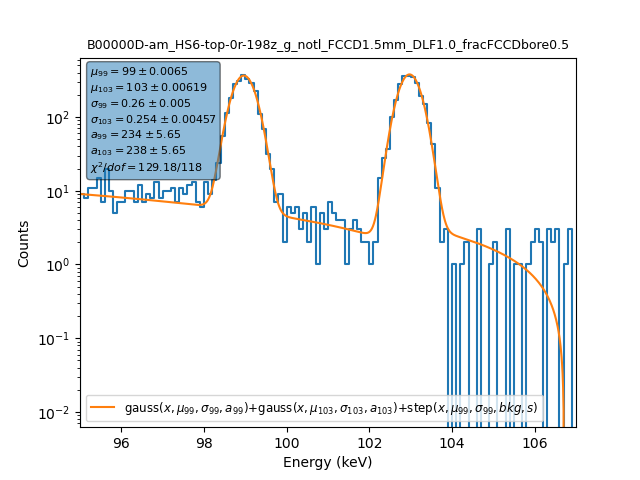 B00000D-am_HS6-top-0r-198z_g_notl_FCCD1.5mm_DLF1.0_fracFCCDbore0.5
μ₉₉ = 99 ± 0.0065
μ₁₀₃ = 103 ± 0.00619
σ₉₉ = 0.26 ± 0.005
σ₁₀₃ = 0.254 ± 0.00457
a₉₉ = 234 ± 5.65
a₁₀₃ = 238 ± 5.65
χ²/dof = 129.18/118
10²
10¹
10⁰
10⁻¹
10⁻²
Counts
gauss(x, μ₉₉, σ₉₉, a₉₉)+gauss(x, μ₁₀₃, σ₁₀₃, a₁₀₃)+step(x, μ₉₉, σ₉₉, bkg, s)
96 98 100 102 104 106
Energy (keV)